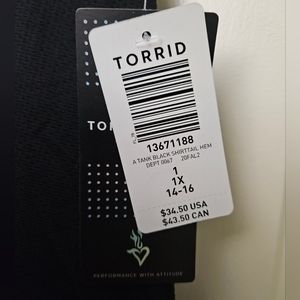 TORRID
13671188
A TANK BLACK SHIRTTAIL HEM
DEPT 0067 20FAL2
1
1X
14-16
$34.50 USA
$43.50 CAN
TO
PERFORMANCE WITH ATTITUDE